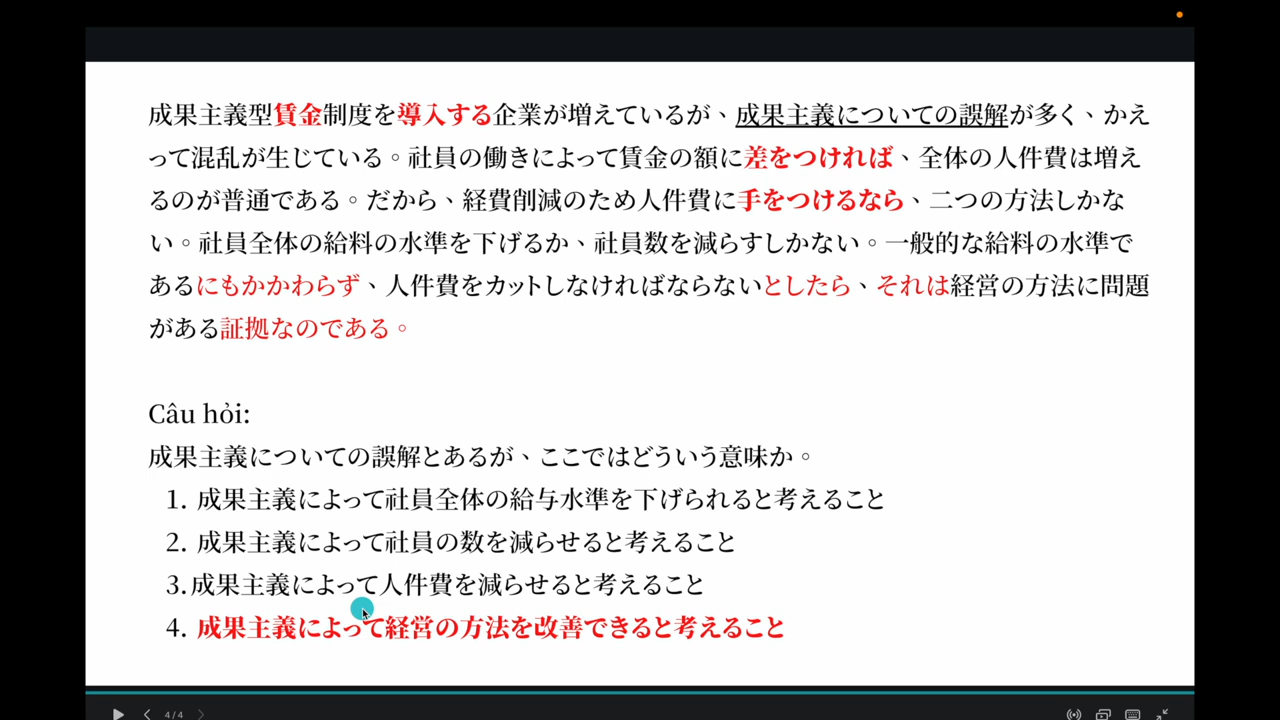 成果主義型賃金制度を導入する企業が増えているが、成果主義についての誤解が多く、かえ
って混乱が生じている。社員の働きによって賃金の額に差をつければ、全体の人件費は増え
るのが普通である。だから、経費削減のため人件費に手をつけるなら、二つの方法しかな
い。社員全体の給料の水準を下げるか、社員数を減らすしかない。一般的な給料の水準で
あるにもかかわらず、人件費をカットしなければならないとしたら、それは経営の方法に問題
がある証拠なのである。
Câu hỏi:
成果主義についての誤解とあるが、ここではどういう意味か。
1. 成果主義によって社員全体の給与水準を下げられると考えること
2. 成果主義によって社員の数を減らせると考えること
3. 成果主義によって人件費を減らせると考えること
4. 成果主義によって経営の方法を改善できると考えること
4/4